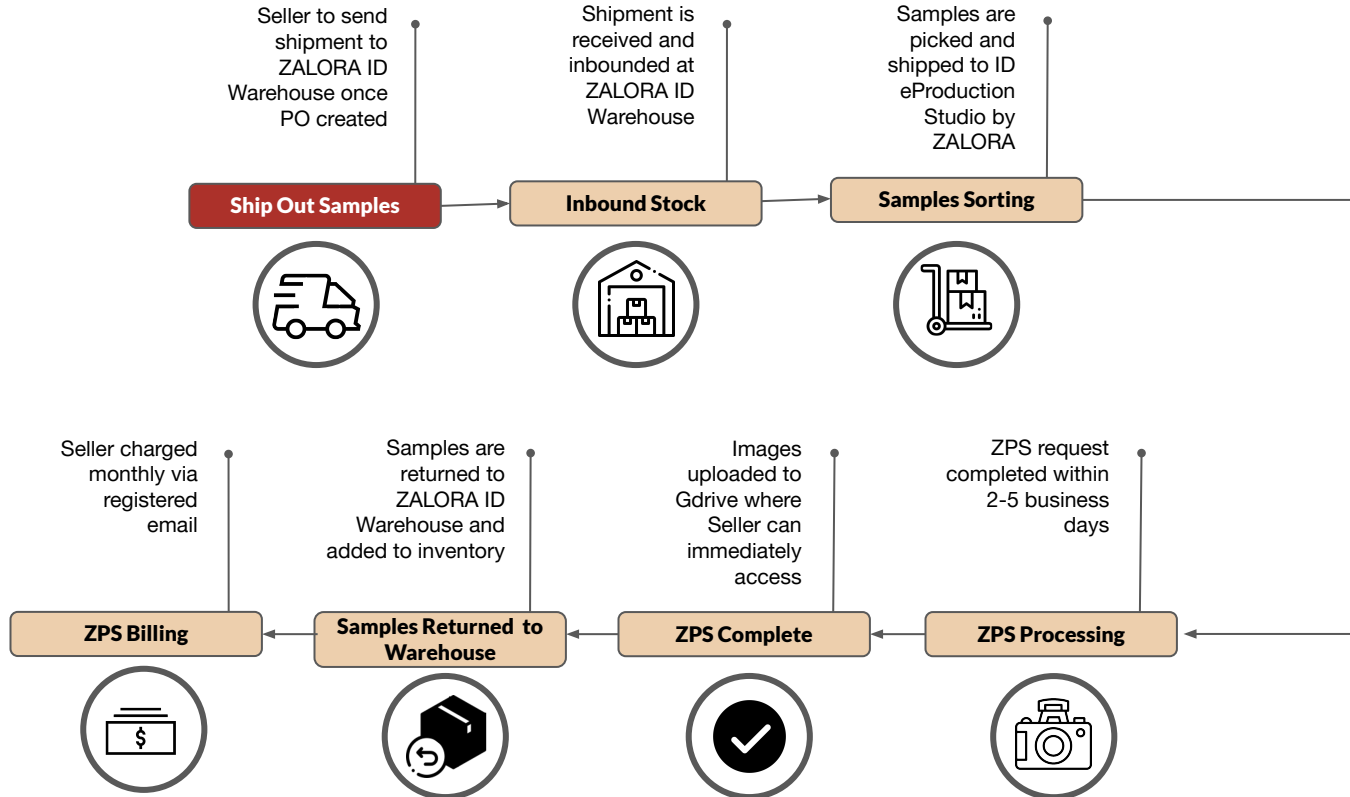 Seller to send
shipment to
ZALORA ID
Warehouse once
PO created
Shipment is
received and
inbounded at
ZALORA ID
Warehouse
Samples are
picked and
shipped to ID
eProduction
Studio by
ZALORA
Ship Out Samples
Inbound Stock
Samples Sorting
Seller charged
monthly via
registered
email
Samples are
returned to
ZALORA ID
Warehouse and
added to inventory
Images
uploaded to
Gdrive where
Seller can
immediately
access
ZPS request
completed within
2-5 business
days
ZPS Billing
Samples Returned to
Warehouse
ZPS Complete
ZPS Processing
$